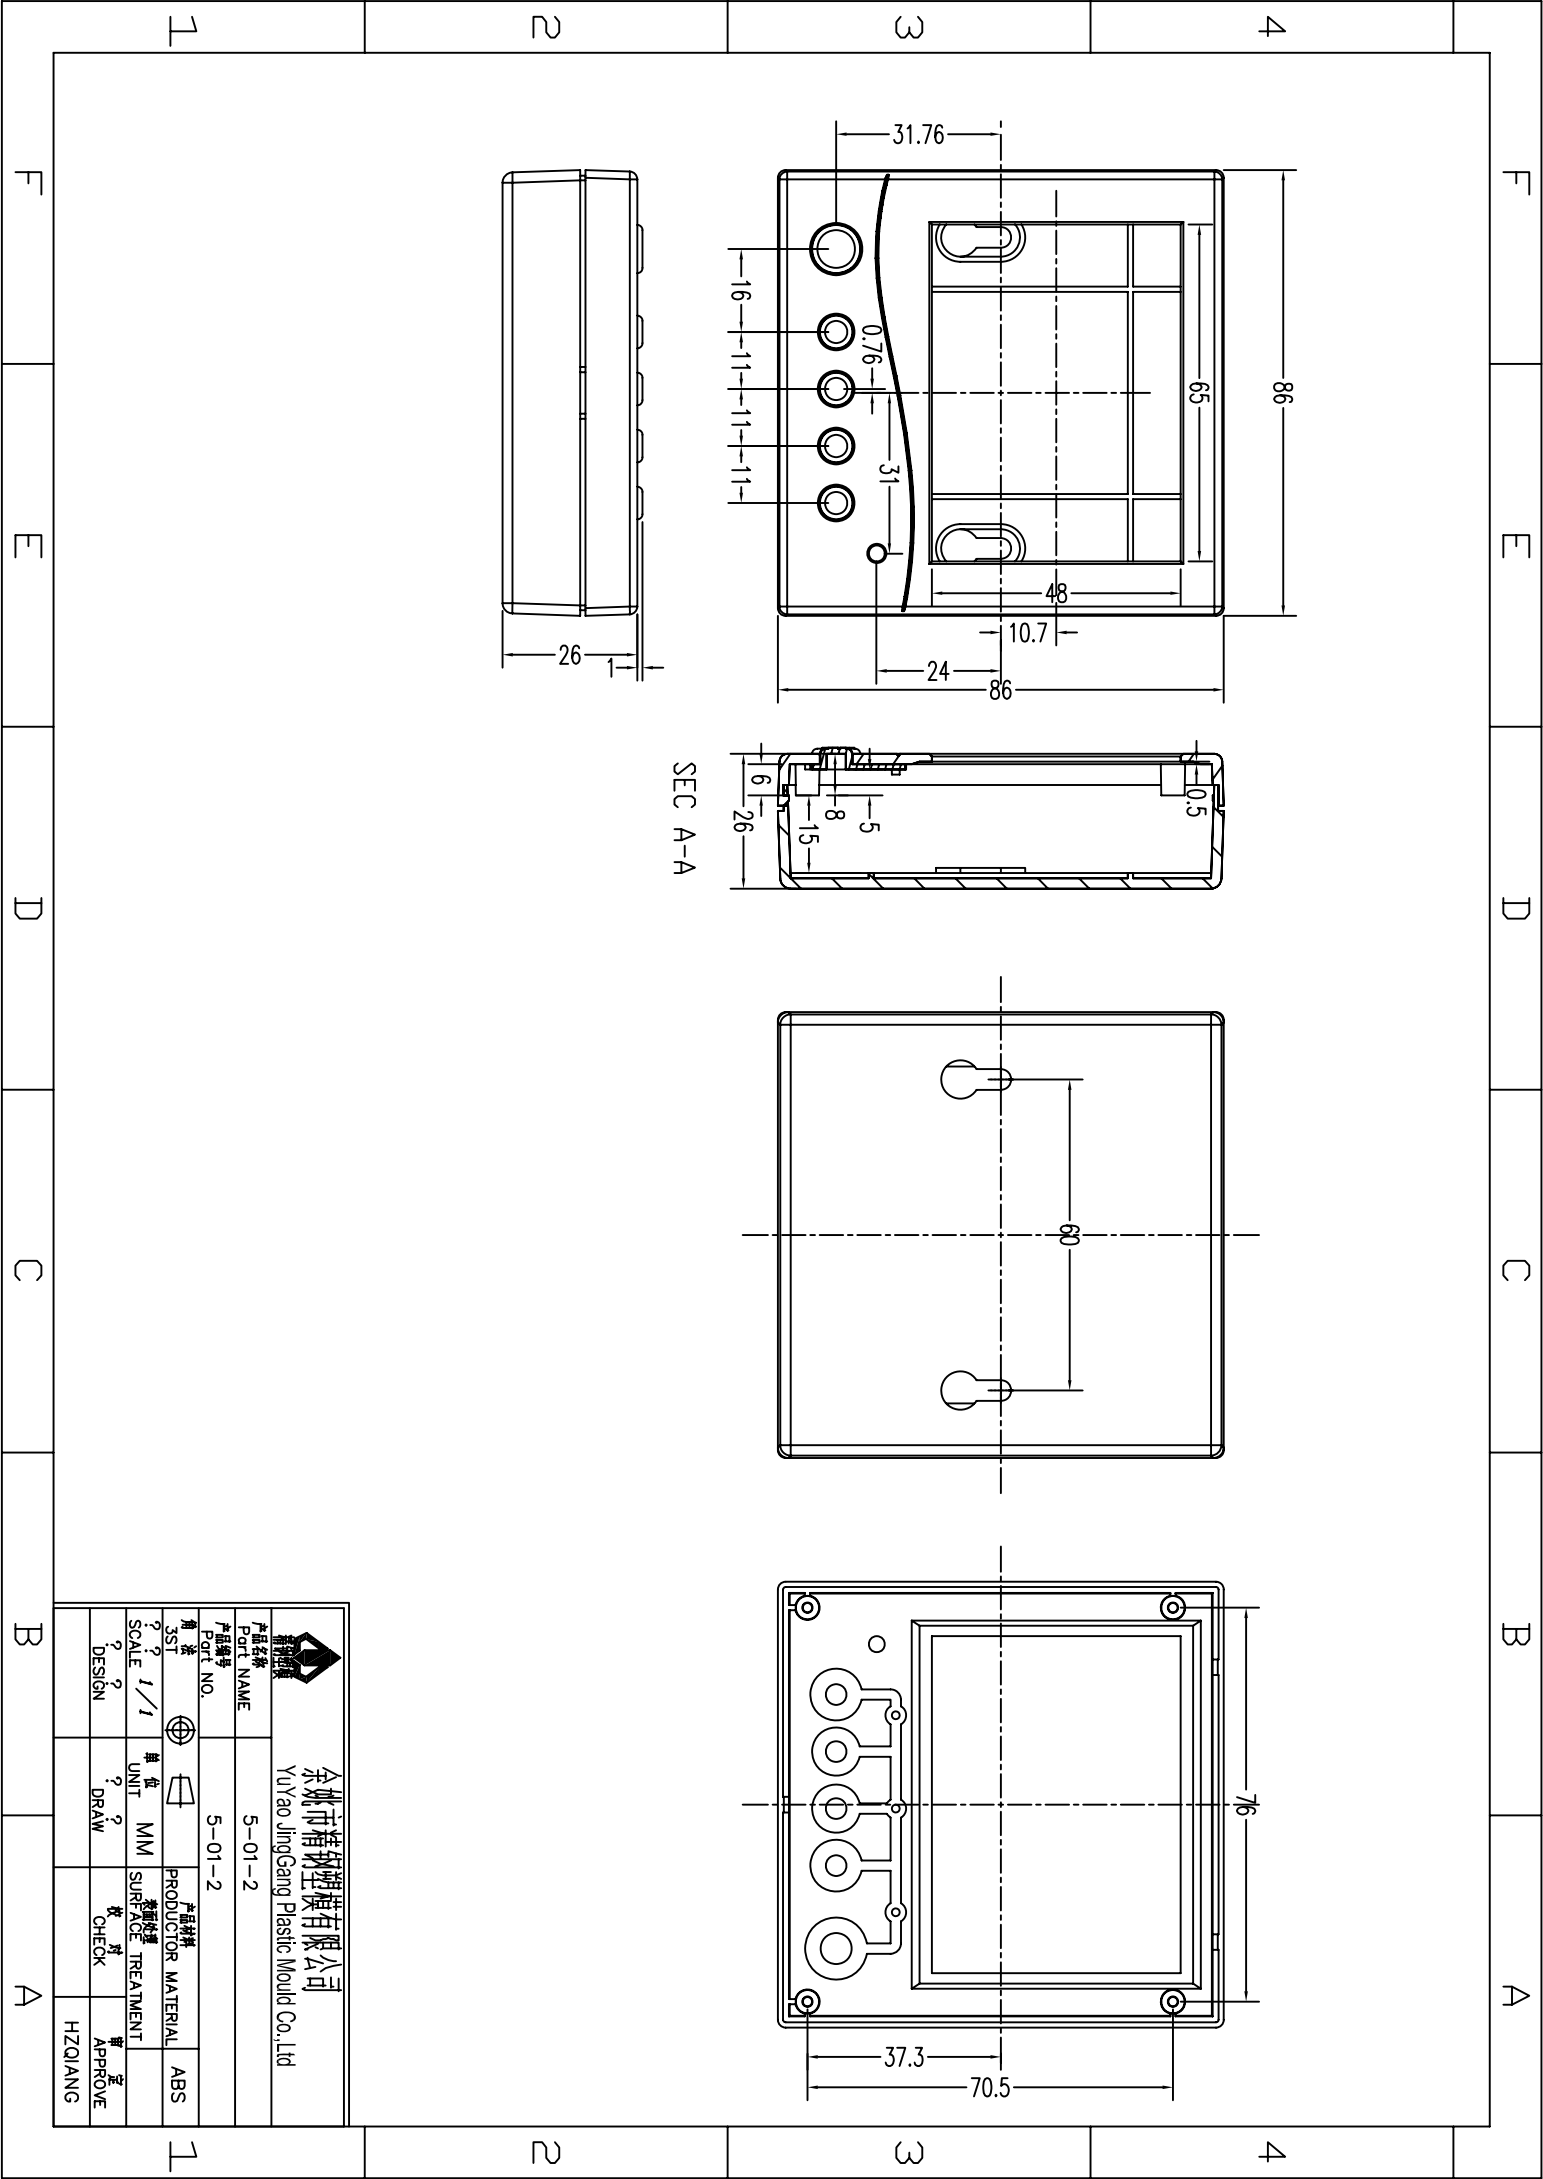 F E D C B A
4
3
2
1
86
65
48
10.7
24
86
31.76
0.76
31
16 11 11 11
26
1
0.5
5
8
15
6
26
SEC A-A
60
76
37.3
70.5
余姚市精钢塑模有限公司
YuYao JingGang Plastic Mould Co.,Ltd
产品名称
Part NAME
5-01-2
产品编号
Part NO.
5-01-2
角 法
3ST
产品材料
PRODUCTOR MATERIAL
ABS
? ?
SCALE 1/1
单 位
UNIT MM
表面处理
SURFACE TREATMENT
? ?
DESIGN
? ?
DRAW
校 对
CHECK
审 定
APPROVE
HZQIANG
4
3
2
1
F E D C B A